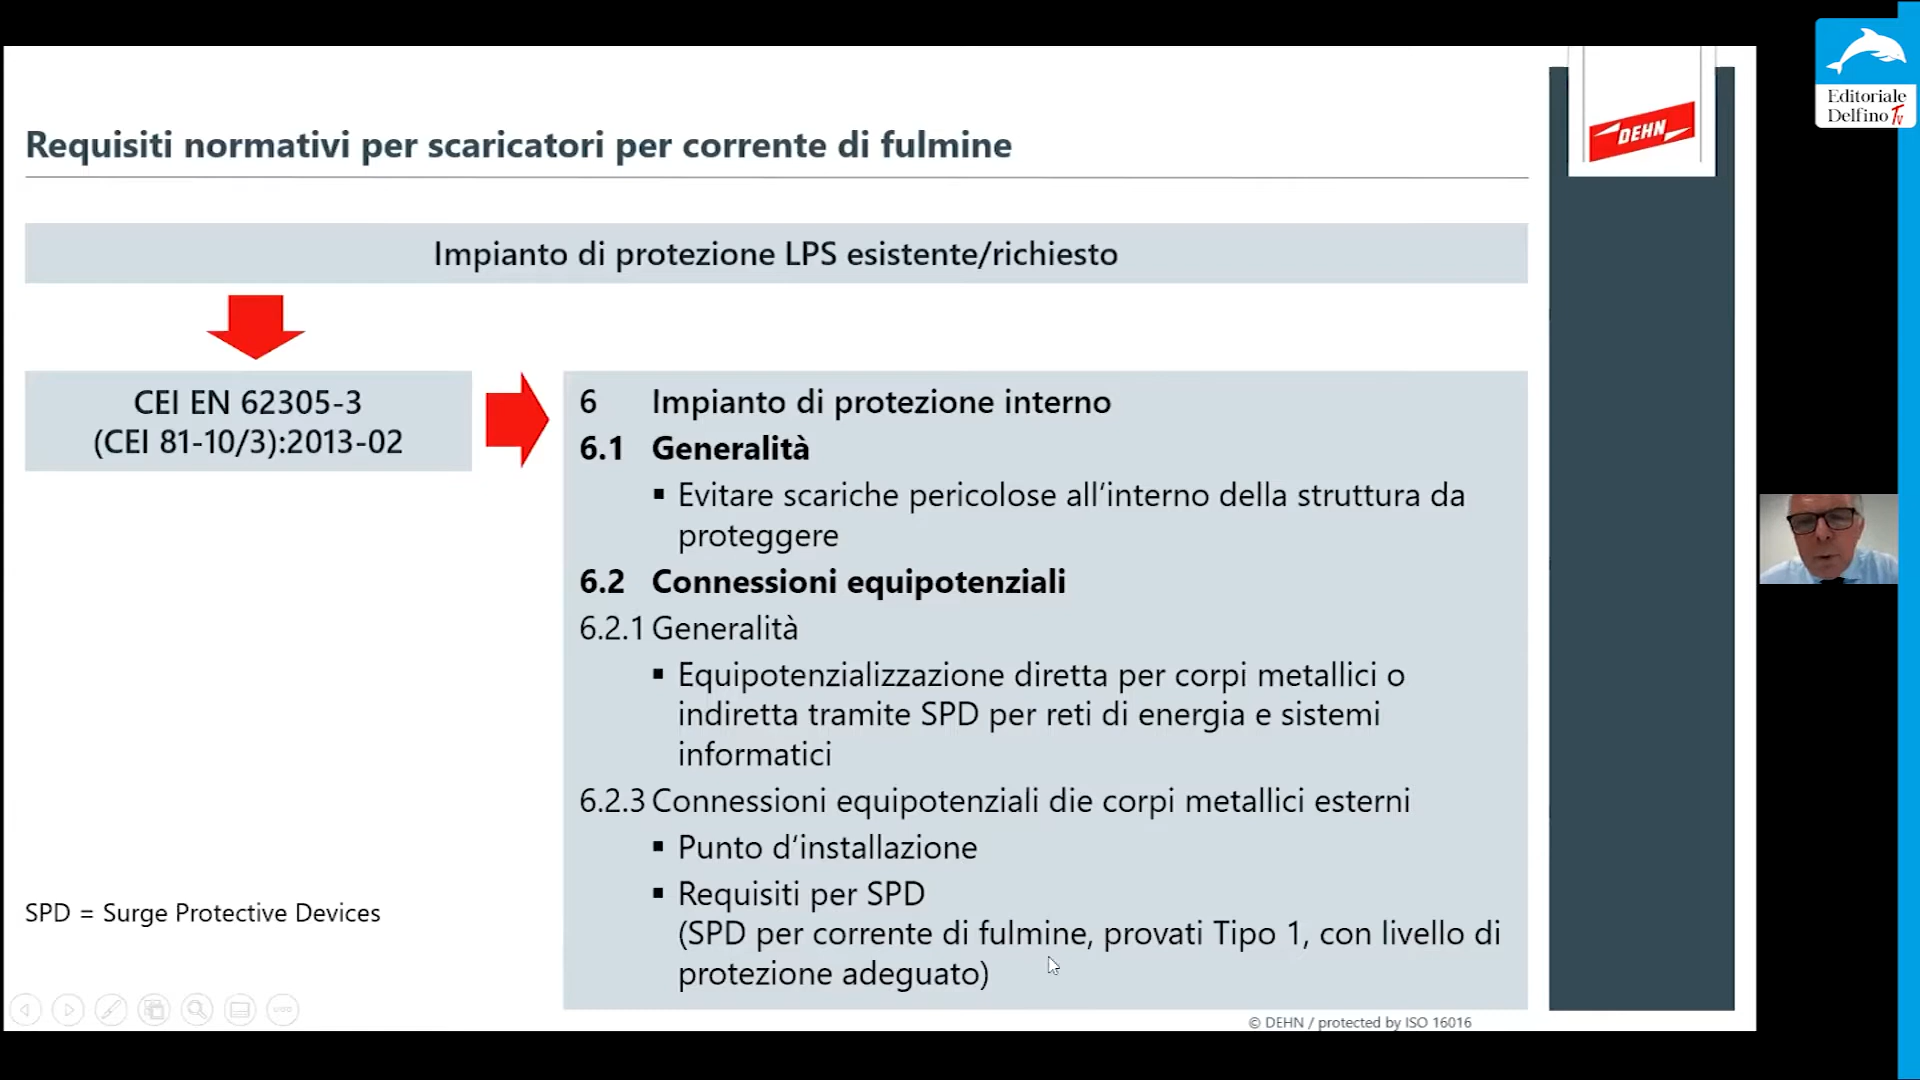 Editoriale
Delfino Tv
DEHN
Requisiti normativi per scaricatori per corrente di fulmine
Impianto di protezione LPS esistente/richiesto
CEI EN 62305-3
(CEI 81-10/3):2013-02
6 Impianto di protezione interno
6.1 Generalità
▪ Evitare scariche pericolose all’interno della struttura da
proteggere
6.2 Connessioni equipotenziali
6.2.1 Generalità
▪ Equipotenzializzazione diretta per corpi metallici o
indiretta tramite SPD per reti di energia e sistemi
informatici
6.2.3 Connessioni equipotenziali die corpi metallici esterni
▪ Punto d’installazione
▪ Requisiti per SPD
(SPD per corrente di fulmine, provati Tipo 1, con livello di
protezione adeguato)
SPD = Surge Protective Devices
© DEHN / protected by ISO 16016